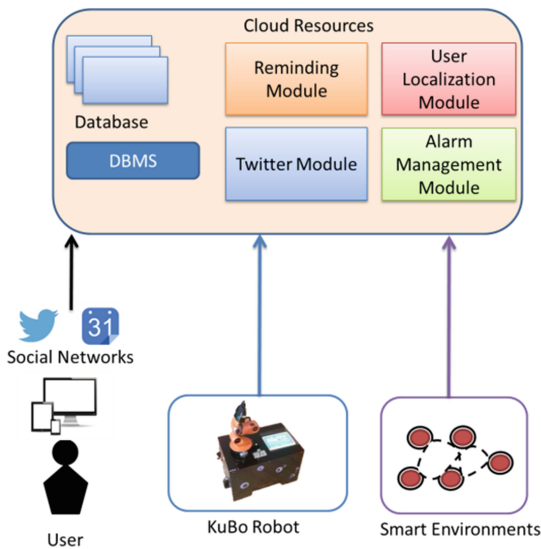 Cloud Resources
Database
DBMS
Reminding
Module
User
Localization
Module
Twitter Module
Alarm
Management
Module
31
Social Networks
User
KuBo Robot
Smart Environments